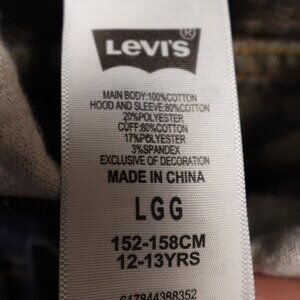 LEVI'S®
MAIN BODY:100%COTTON
HOOD AND SLEEVE:80%COTTON
20%POLYESTER
CUFF:80%COTTON
17%POLYESTER
3%SPANDEX
EXCLUSIVE OF DECORATION
MADE IN CHINA
LGG
152-158CM
12-13YRS